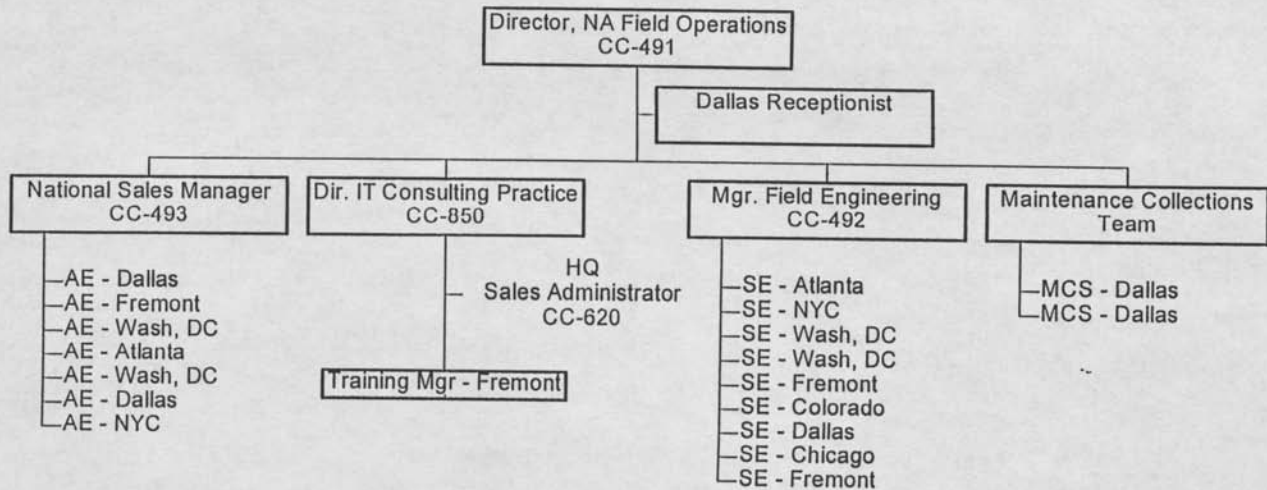 Director, NA Field Operations
CC-491
Dallas Receptionist
National Sales Manager
CC-493
AE - Dallas
AE - Fremont
AE - Wash, DC
AE - Atlanta
AE - Wash, DC
AE - Dallas
AE - NYC
Dir. IT Consulting Practice
CC-850
HQ
Sales Administrator
CC-620
Training Mgr - Fremont
Mgr. Field Engineering
CC-492
SE - Atlanta
SE - NYC
SE - Wash, DC
SE - Wash, DC
SE - Fremont
SE - Colorado
SE - Dallas
SE - Chicago
SE - Fremont
Maintenance Collections
Team
MCS - Dallas
MCS - Dallas